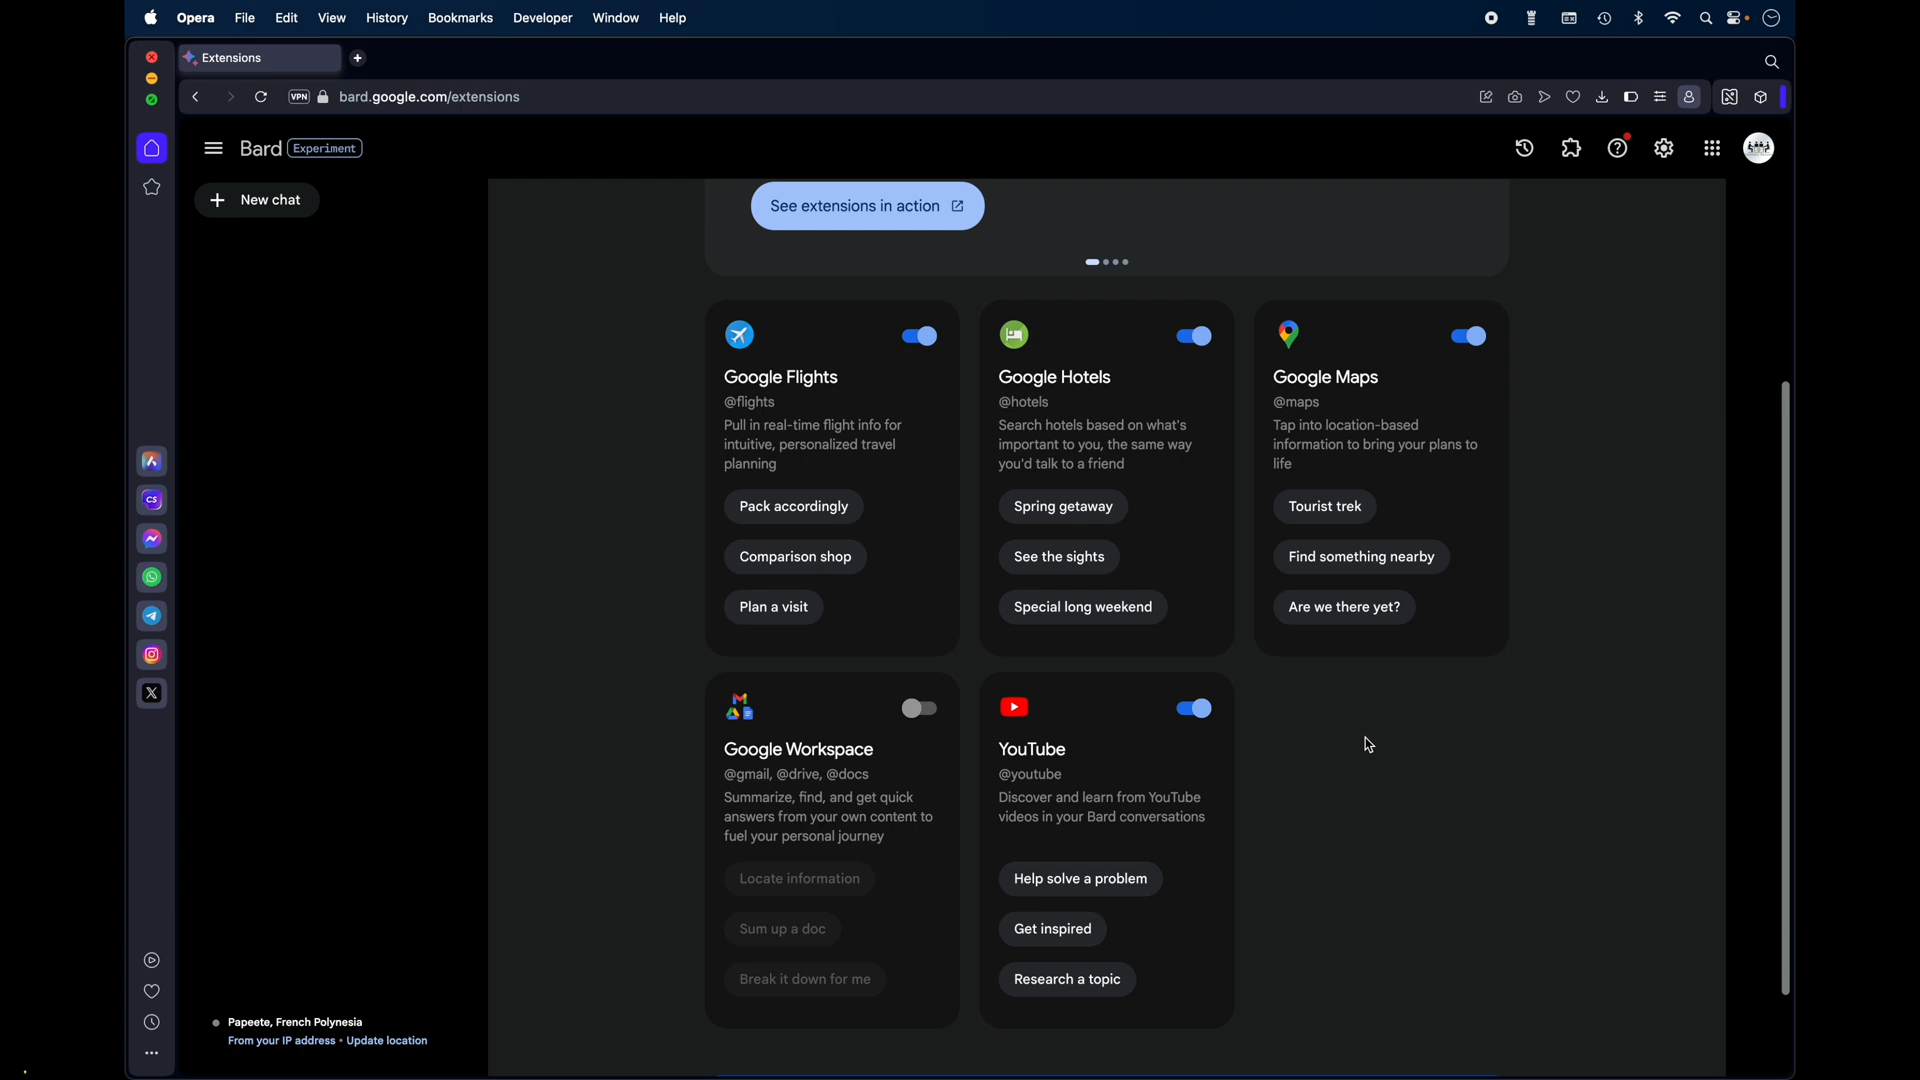 Opera File Edit View History Bookmarks Developer Window Help
Extensions
VPN bard.google.com/extensions
Bard Experiment
New chat
See extensions in action
Google Flights
@flights
Pull in real-time flight info for
intuitive, personalized travel
planning
Pack accordingly
Comparison shop
Plan a visit
Google Hotels
@hotels
Search hotels based on what's
important to you, the same way
you'd talk to a friend
Spring getaway
See the sights
Special long weekend
Google Maps
@maps
Tap into location-based
information to bring your plans to
life
Tourist trek
Find something nearby
Are we there yet?
CS
Google Workspace
@gmail, @drive, @docs
Summarize, find, and get quick
answers from your own content to
fuel your personal journey
Locate information
Sum up a doc
Break it down for me
YouTube
@youtube
Discover and learn from YouTube
videos in your Bard conversations
Help solve a problem
Get inspired
Research a topic
Papeete, French Polynesia
From your IP address • Update location